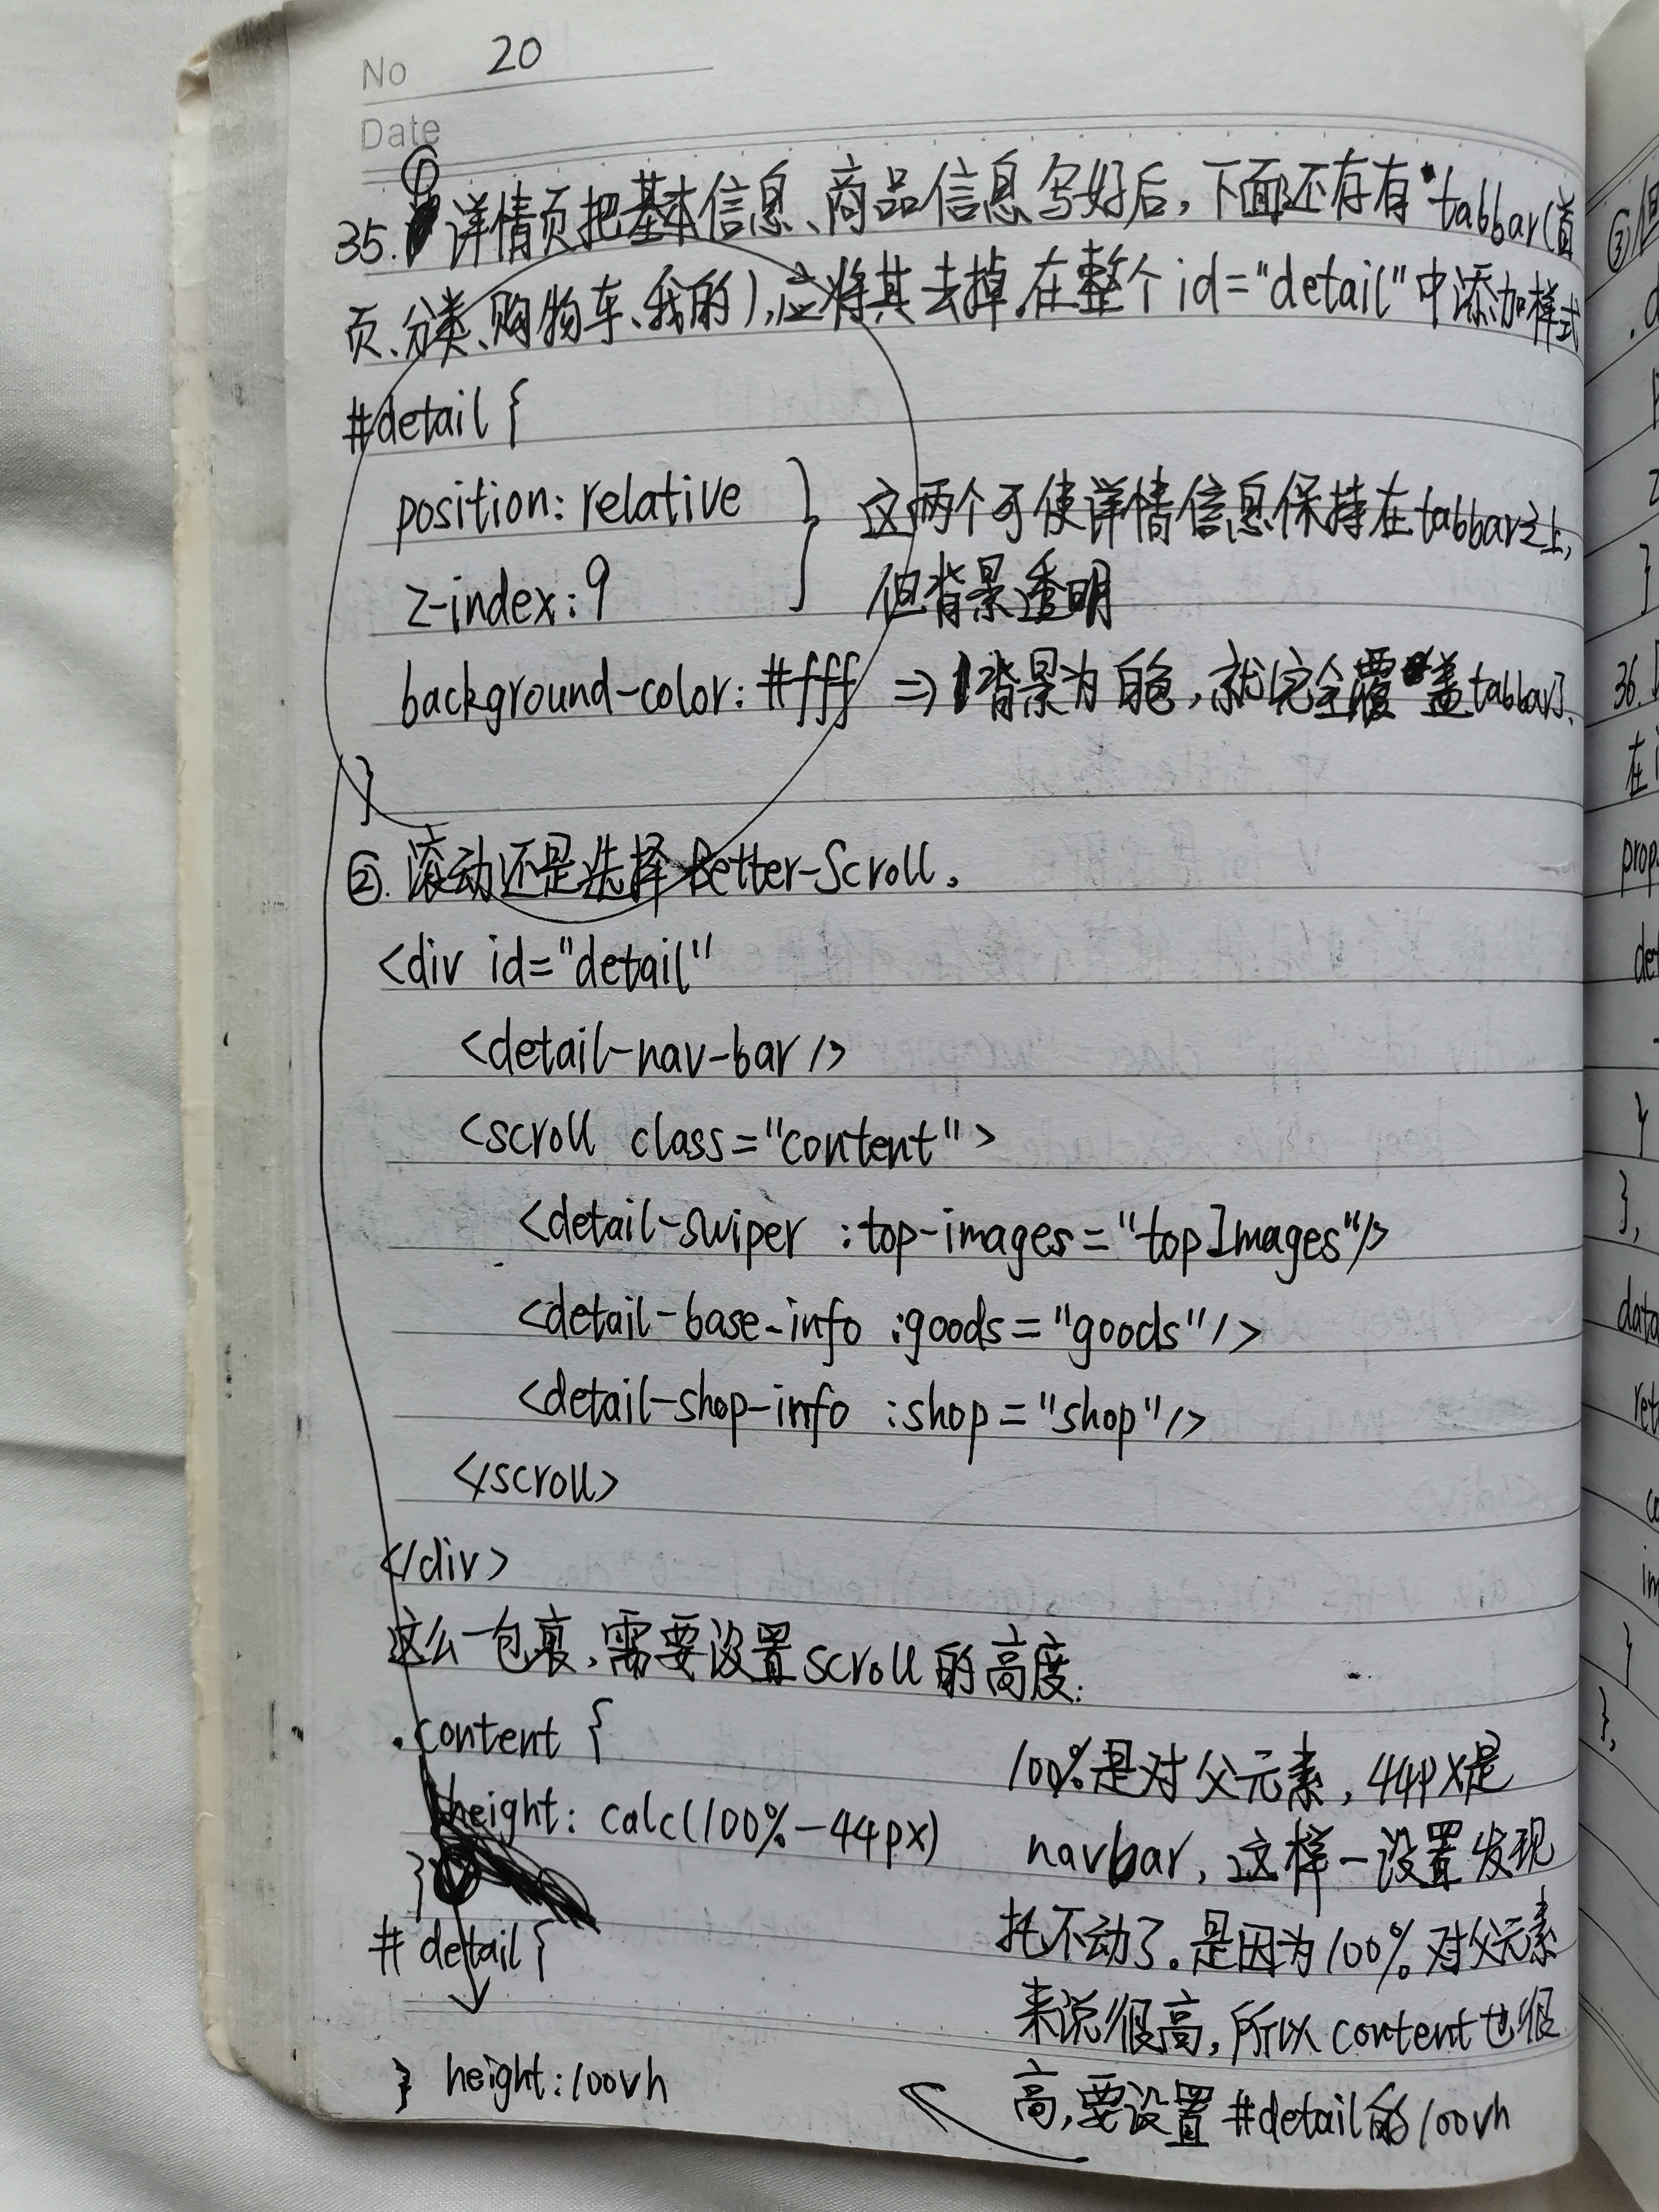 No 20
Date
①
35. 详情页把基本信息、商品信息写好后,下面还存有tabbar(首
页、分类、购物车、我的),应将其去掉.在整个id="detail"中添加样式
#detail {
position: relative
这两个可使详情信息保持在tabbar之上,
z-index: 9
但背景透明
background-color: #fff ⇒ 背景为白色,就完全覆盖tabbar了.
}
②. 滚动还是选择Better-Scroll。
<div id="detail"
<detail-nav-bar />
<scroll class="content">
<detail-swiper :top-images="topImages"/>
<detail-base-info :goods="goods"/>
<detail-shop-info :shop="shop"/>
</scroll>
</div>
这么一包裹,需要设置scroll的高度:
.content {
height: calc(100%-44px)
}
#detail{
} height:100vh
100%是对父元素,44px是
navbar,这样一设置发现
托不动了。是因为100%对父元素
来说很高,所以content也很
高,要设置#detail的100vh
③但
.d
z
}
36.
在i
prop
det
}
},
data
ret
co
im
}
},